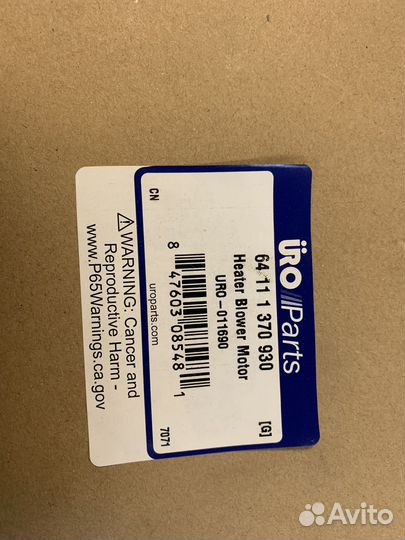 ÜRO///Parts
64 11 1 370 930
[G]
Heater Blower Motor
URO-011690
8 47603 08548 1
uroparts.com
7071
CN
⚠WARNING: Cancer and
Reproductive Harm -
www.P65Warnings.ca.gov
Avito